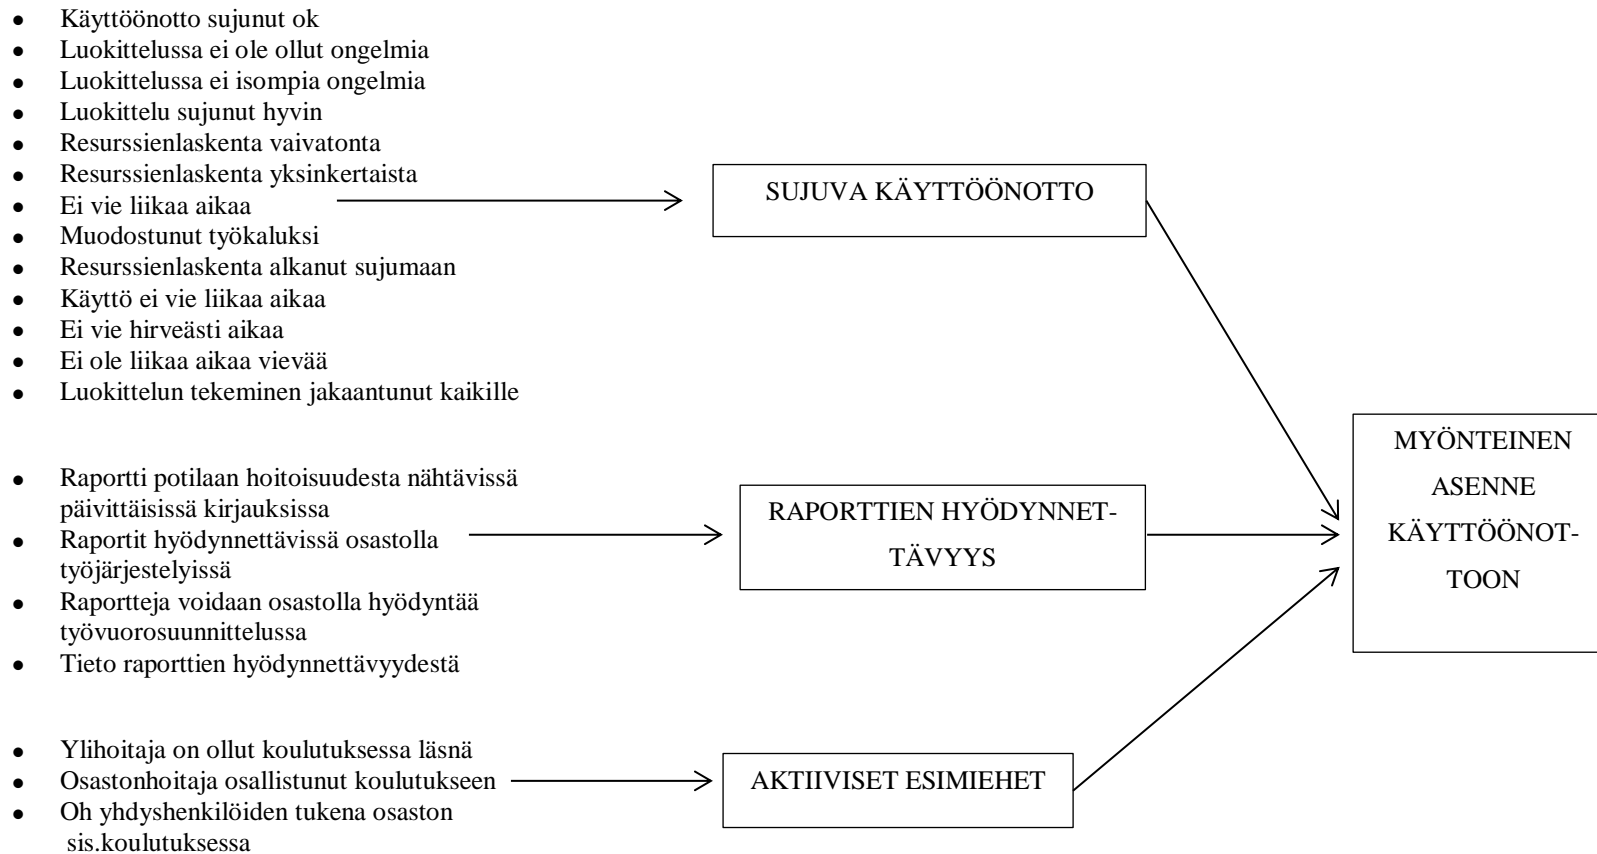 • Käyttöönotto sujunut ok
• Luokittelussa ei ole ollut ongelmia
• Luokittelussa ei isompia ongelmia
• Luokittelu sujunut hyvin
• Resurssienlaskenta vaivatonta
• Resurssienlaskenta yksinkertaista
• Ei vie liikaa aikaa
• Muodostunut työkaluksi
• Resurssienlaskenta alkanut sujumaan
• Käyttö ei vie liikaa aikaa
• Ei vie hirveästi aikaa
• Ei ole liikaa aikaa vievää
• Luokittelun tekeminen jakaantunut kaikille
SUJUVA KÄYTTÖÖNOTTO
• Raportti potilaan hoitoisuudesta nähtävissä
päivittäisissä kirjauksissa
• Raportit hyödynnettävissä osastolla
työjärjestelyissä
• Raportteja voidaan osastolla hyödyntää
työvuorosuunnittelussa
• Tieto raporttien hyödynnettävyydestä
RAPORTTIEN HYÖDYNNET-
TÄVYYS
• Ylihoitaja on ollut koulutuksessa läsnä
• Osastonhoitaja osallistunut koulutukseen
• Oh yhdyshenkilöiden tukena osaston
sis.koulutuksessa
AKTIIVISET ESIMIEHET
MYÖNTEINEN
ASENNE
KÄYTTÖÖNOT-
TOON